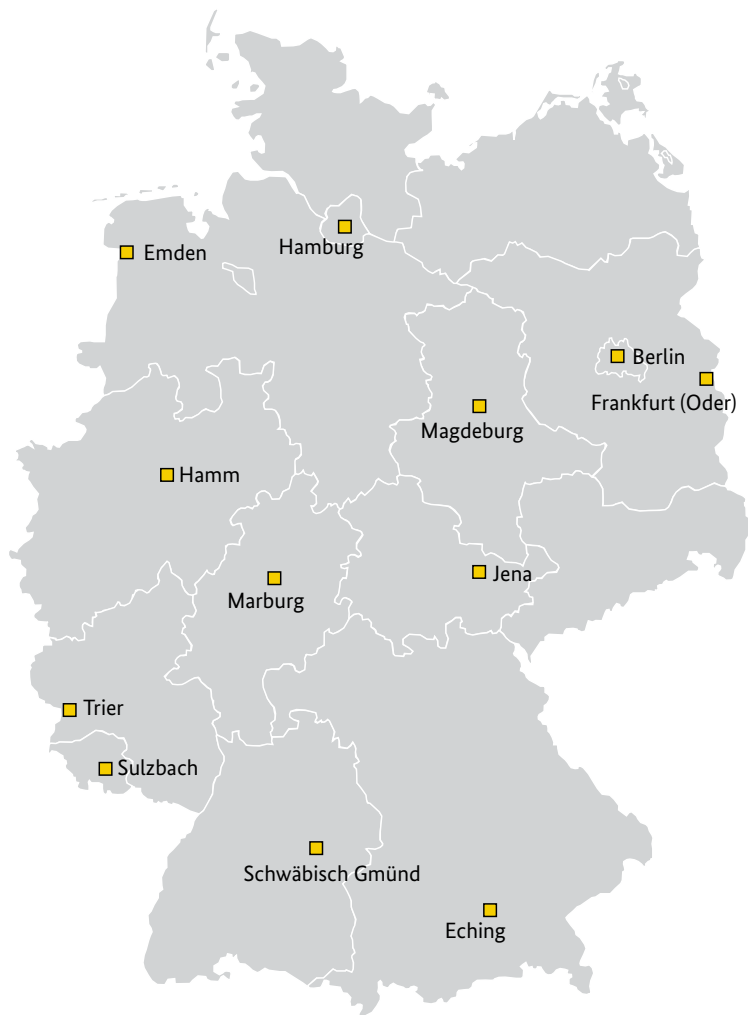 Hamburg
Emden
Berlin
Frankfurt (Oder)
Magdeburg
Hamm
Jena
Marburg
Trier
Sulzbach
Schwäbisch Gmünd
Eching